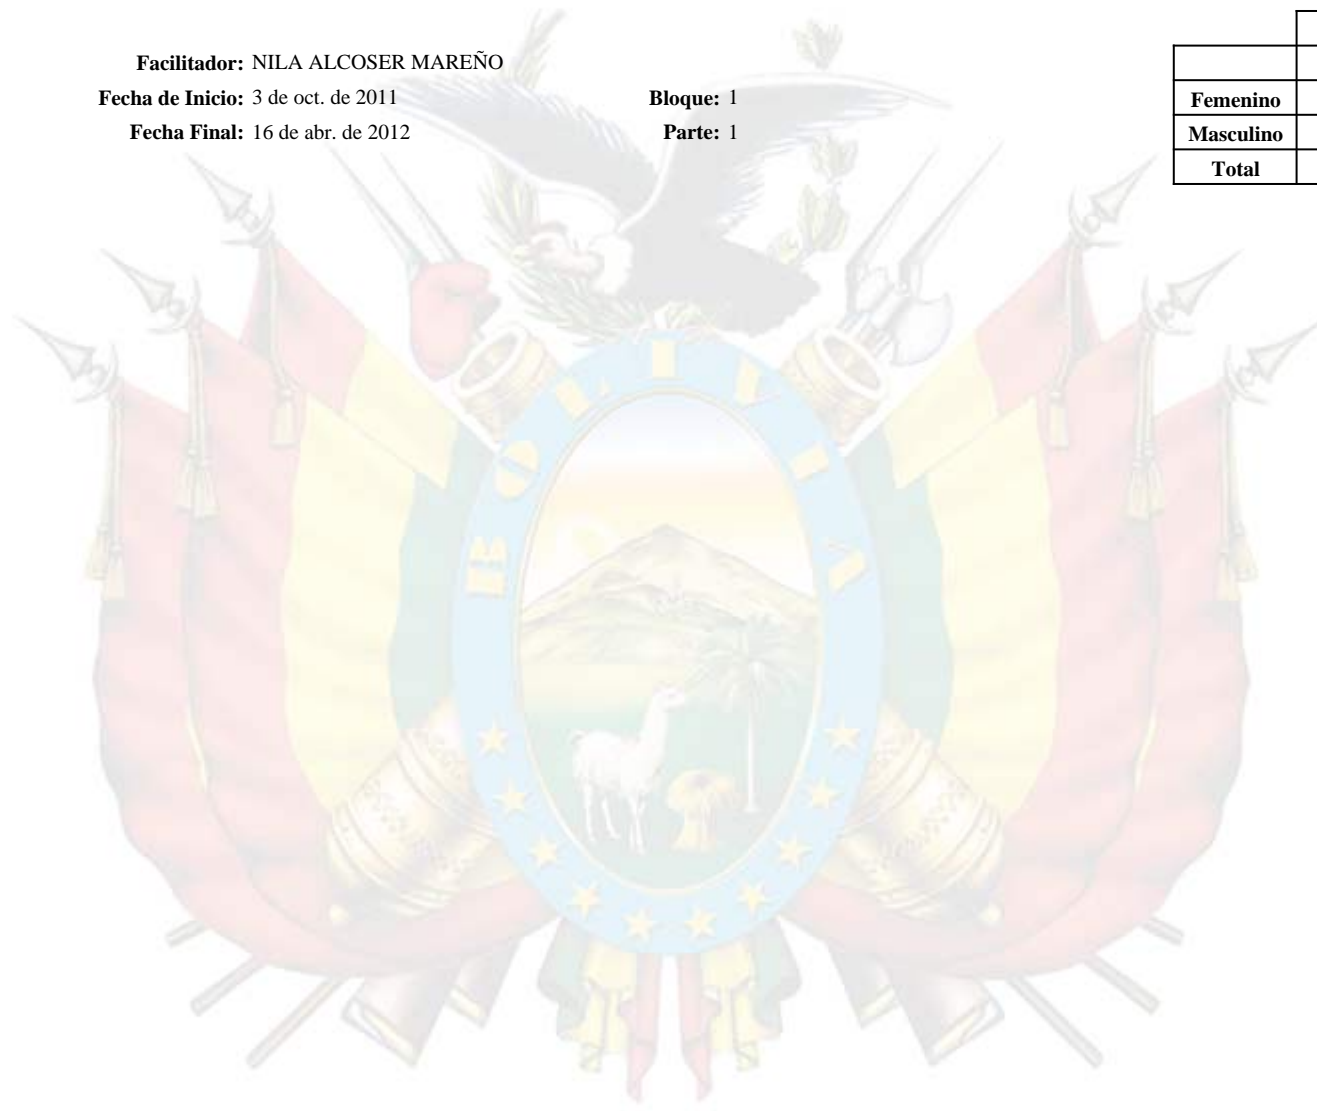 Facilitador: NILA ALCOSER MAREÑO
Fecha de Inicio: 3 de oct. de 2011
Bloque: 1
Fecha Final: 16 de abr. de 2012
Parte: 1
Femenino
Masculino
Total
BOLIVIA